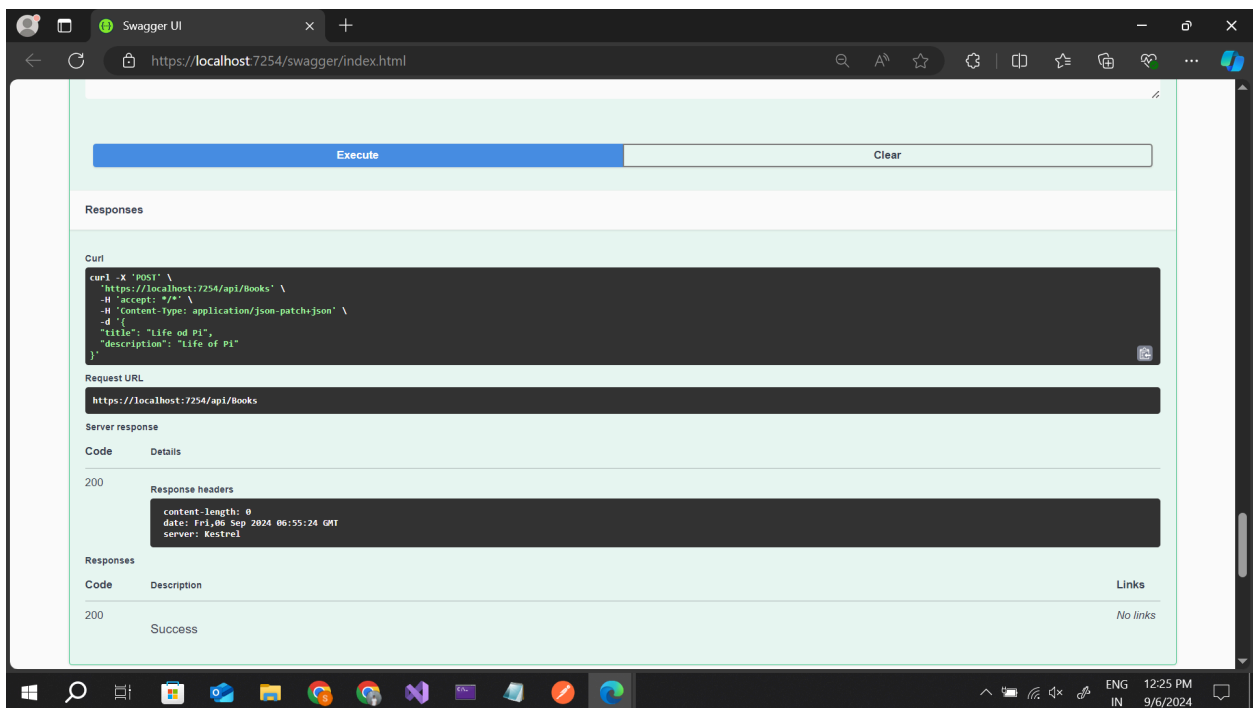 Swagger UI
https://localhost:7254/swagger/index.html
Execute
Clear
Responses
Curl
curl -X 'POST' \
'https://localhost:7254/api/Books' \
-H 'accept: */*' \
-H 'Content-Type: application/json-patch+json' \
-d '{
"title": "Life od Pi",
"description": "Life of Pi"
}'
Request URL
https://localhost:7254/api/Books
Server response
Code Details
200
Response headers
content-length: 0
date: Fri,06 Sep 2024 06:55:24 GMT
server: Kestrel
Responses
Code Description Links
200 No links
Success
ENG 12:25 PM
IN 9/6/2024